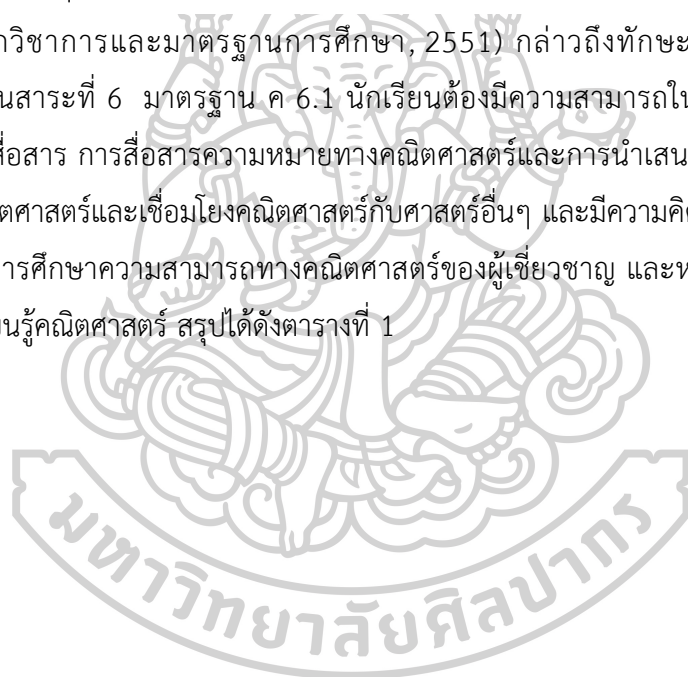 าวิชาการและมาตรฐานการศึกษา, 2551) กล่าวถึงทักษะ
นสาระที่ 6 มาตรฐาน ค 6.1 นักเรียนต้องมีความสามารถใน
สื่อสาร การสื่อสารความหมายทางคณิตศาสตร์และการนำเสน
ตศาสตร์และเชื่อมโยงคณิตศาสตร์กับศาสตร์อื่นๆ และมีความคิด
ารศึกษาความสามารถทางคณิตศาสตร์ของผู้เชี่ยวชาญ และห
นรู้คณิตศาสตร์ สรุปได้ดังตารางที่ 1
มหาวิทยาลัยศิลปากร